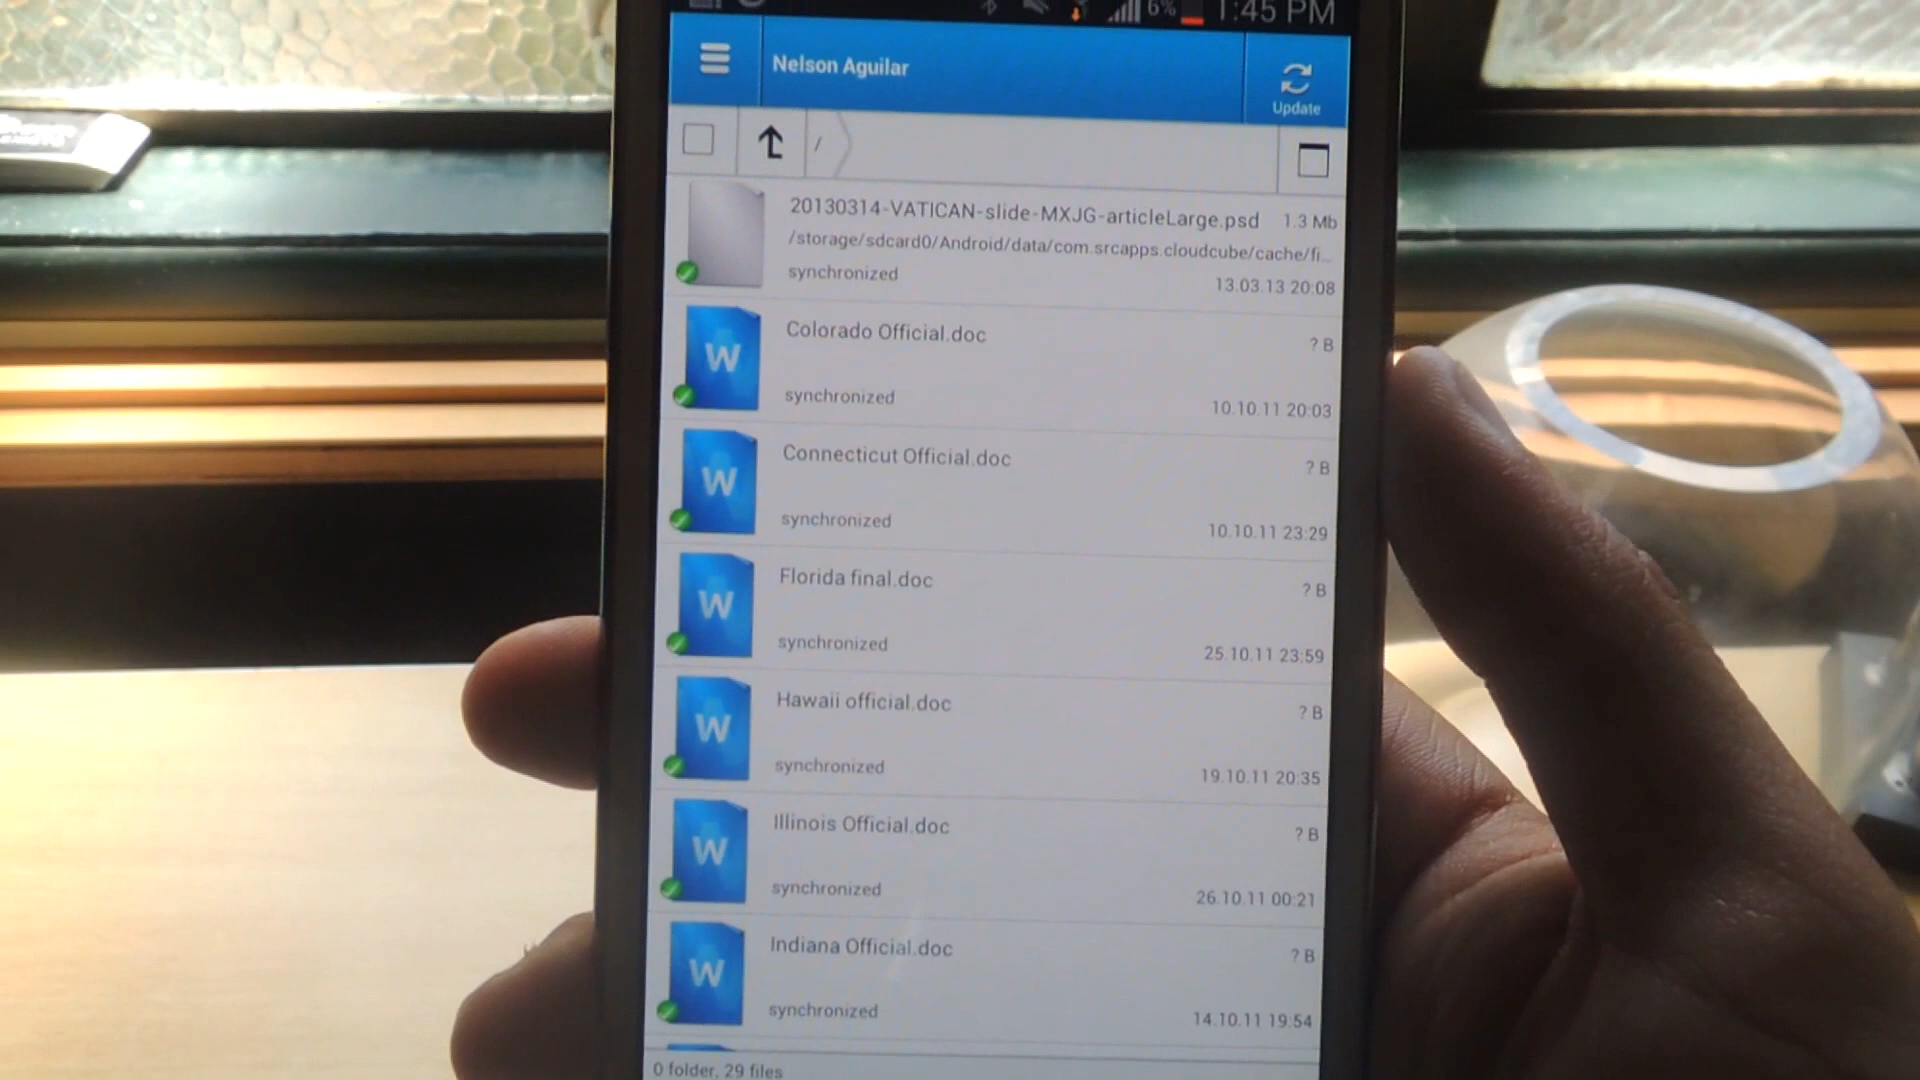 6% 1:45 PM
Nelson Aguilar
Update
/
20130314-VATICAN-slide-MXJG-articleLarge.psd 1.3 Mb
/storage/sdcard0/Android/data/com.srcapps.cloudcube/cache/fi...
synchronized 13.03.13 20:08
Colorado Official.doc ? B
synchronized 10.10.11 20:03
Connecticut Official.doc ? B
synchronized 10.10.11 23:29
Florida final.doc ? B
synchronized 25.10.11 23:59
Hawaii official.doc ? B
synchronized 19.10.11 20:35
Illinois Official.doc ? B
synchronized 26.10.11 00:21
Indiana Official.doc ? B
synchronized 14.10.11 19:54
0 folder, 29 files
W
W
W
W
W
W